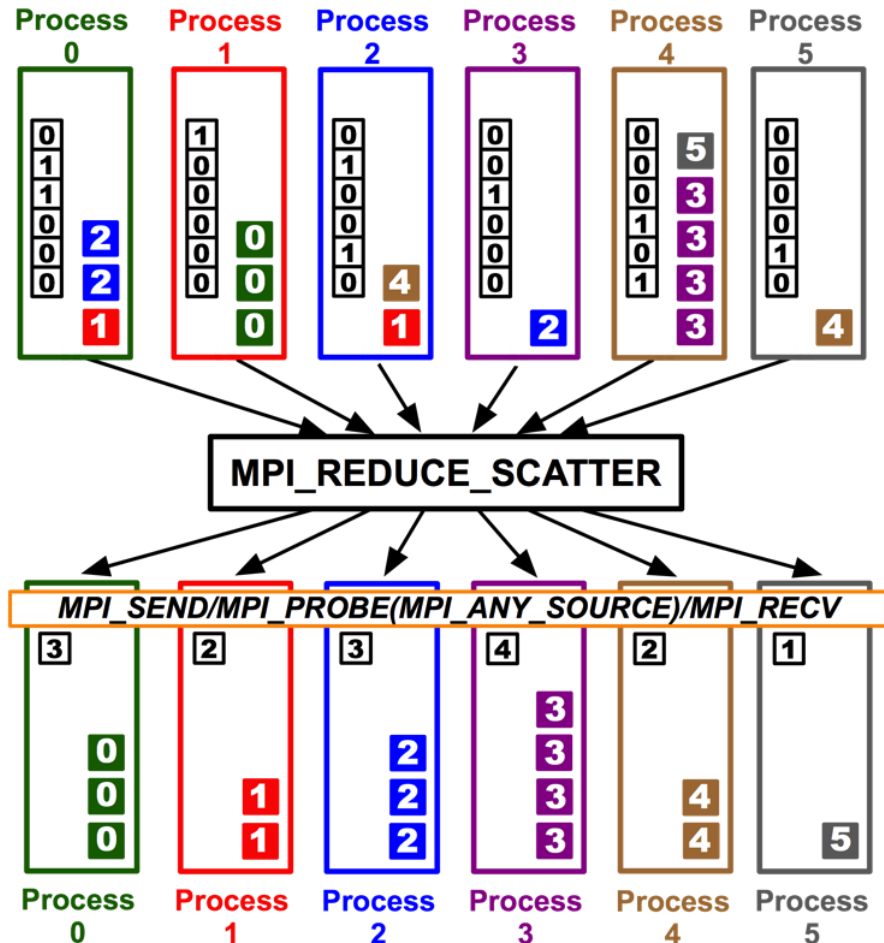 Process Process Process Process Process Process
0 1 2 3 4 5
0 1 0 0 0 5 0
1 0 1 0 0 0
1 0 0 1 0 3 0
0 2 0 0 0 0 1 3 0
0 0 1 0 0 1
0 2 0 0 0 4 0 1 3 0
1 0 1 2 3 4
MPI_REDUCE_SCATTER
MPI_SEND/MPI_PROBE(MPI_ANY_SOURCE)/MPI_RECV
3 2 3 4 2 1
3
0 2 3
0 1 2 3 4
0 1 2 3 4 5
Process Process Process Process Process Process
0 1 2 3 4 5